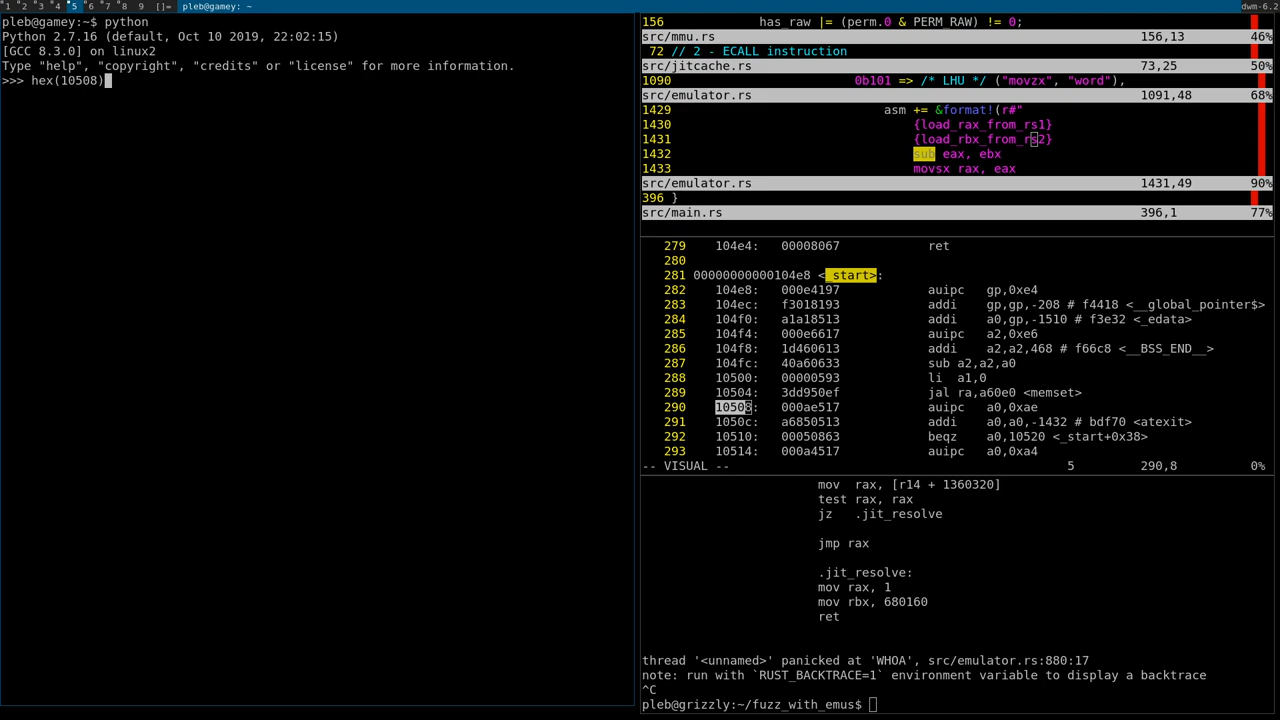 1 2 3 4 5 6 7 8 9 []= pleb@gamey: ~ dwm-6.2
pleb@gamey:~$ python
Python 2.7.16 (default, Oct 10 2019, 22:02:15)
[GCC 8.3.0] on linux2
Type "help", "copyright", "credits" or "license" for more information.
>>> hex(10508)
156 has_raw |= (perm.0 & PERM_RAW) != 0;
src/mmu.rs 156,13 46%
72 // 2 - ECALL instruction
src/jitcache.rs 73,25 50%
1090 0b101 => /* LHU */ ("movzx", "word"),
src/emulator.rs 1091,48 68%
1429 asm += &format!(r#"
1430 {load_rax_from_rs1}
1431 {load_rbx_from_rs2}
1432 sub eax, ebx
1433 movsx rax, eax
src/emulator.rs 1431,49 90%
396 }
src/main.rs 396,1 77%
279 104e4: 00008067 ret
280
281 00000000000104e8 <_start>:
282 104e8: 000e4197 auipc gp,0xe4
283 104ec: f3018193 addi gp,gp,-208 # f4418 <__global_pointer$>
284 104f0: a1a18513 addi a0,gp,-1510 # f3e32 <_edata>
285 104f4: 000e6617 auipc a2,0xe6
286 104f8: 1d460613 addi a2,a2,468 # f66c8 <__BSS_END__>
287 104fc: 40a60633 sub a2,a2,a0
288 10500: 00000593 li a1,0
289 10504: 3dd950ef jal ra,a60e0 <memset>
290 10508: 000ae517 auipc a0,0xae
291 1050c: a6850513 addi a0,a0,-1432 # bdf70 <atexit>
292 10510: 00050863 beqz a0,10520 <_start+0x38>
293 10514: 000a4517 auipc a0,0xa4
-- VISUAL -- 5 290,8 0%
mov rax, [r14 + 1360320]
test rax, rax
jz .jit_resolve
jmp rax
.jit_resolve:
mov rax, 1
mov rbx, 680160
ret
thread '<unnamed>' panicked at 'WHOA', src/emulator.rs:880:17
note: run with `RUST_BACKTRACE=1` environment variable to display a backtrace
^C
pleb@grizzly:~/fuzz_with_emus$